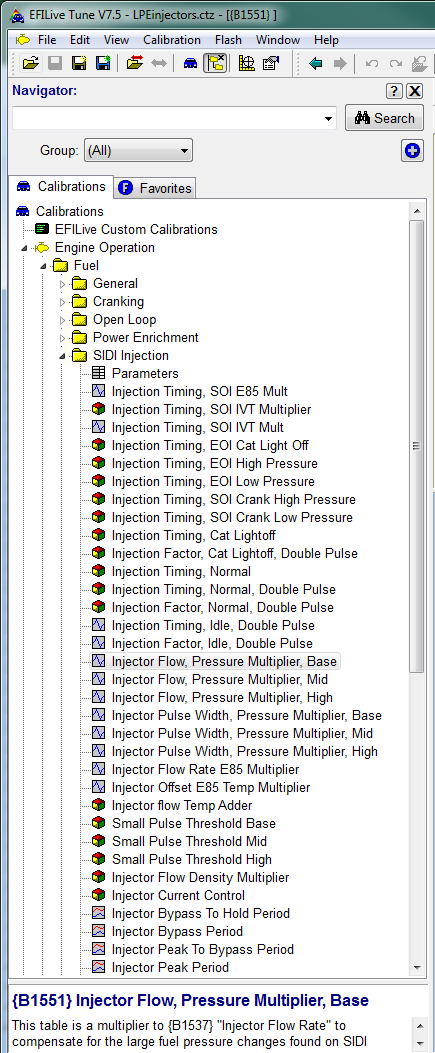 EFILive Tune V7.5 - LPEinjectors.ctz - [{B1551} ]
File Edit View Calibration Flash Window Help
Navigator:
? X
Search
Group: (All)
Calibrations F Favorites
Calibrations
EFILive Custom Calibrations
Engine Operation
Fuel
General
Cranking
Open Loop
Power Enrichment
SIDI Injection
Parameters
Injection Timing, SOI E85 Mult
Injection Timing, SOI IVT Multiplier
Injection Timing, SOI IVT Mult
Injection Timing, EOI Cat Light Off
Injection Timing, EOI High Pressure
Injection Timing, EOI Low Pressure
Injection Timing, SOI Crank High Pressure
Injection Timing, SOI Crank Low Pressure
Injection Timing, Cat Lightoff
Injection Factor, Cat Lightoff, Double Pulse
Injection Timing, Normal
Injection Timing, Normal, Double Pulse
Injection Factor, Normal, Double Pulse
Injection Timing, Idle, Double Pulse
Injection Factor, Idle, Double Pulse
Injector Flow, Pressure Multiplier, Base
Injector Flow, Pressure Multiplier, Mid
Injector Flow, Pressure Multiplier, High
Injector Pulse Width, Pressure Multiplier, Base
Injector Pulse Width, Pressure Multiplier, Mid
Injector Pulse Width, Pressure Multiplier, High
Injector Flow Rate E85 Multiplier
Injector Offset E85 Temp Multiplier
Injector flow Temp Adder
Small Pulse Threshold Base
Small Pulse Threshold Mid
Small Pulse Threshold High
Injector Flow Density Multiplier
Injector Current Control
Injector Bypass To Hold Period
Injector Bypass Period
Injector Peak To Bypass Period
Injector Peak Period
{B1551} Injector Flow, Pressure Multiplier, Base
This table is a multiplier to {B1537} "Injector Flow Rate" to
compensate for the large fuel pressure changes found on SIDI